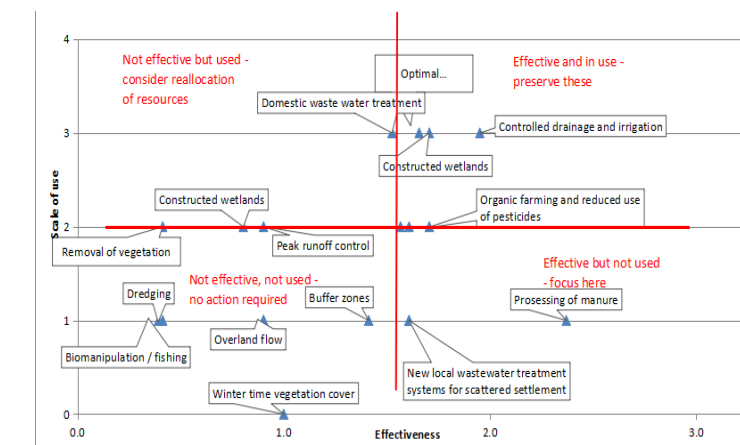 4
Not effective but used -
consider reallocation
of resources
Effective and in use -
preserve these
Optimal...
Domestic waste water treatment
3
Controlled drainage and irrigation
Constructed wetlands
Scale of use
Constructed wetlands
Organic farming and reduced use
of pesticides
2
Removal of vegetation
Peak runoff control
Not effective, not used -
no action required
Effective but not used
- focus here
Dredging
Buffer zones
Prosessing of manure
1
Biomanipulation / fishing
Overland flow
New local wastewater treatment
systems for scattered settlement
Winter time vegetation cover
0
0.0
1.0
Effectiveness
2.0
3.0